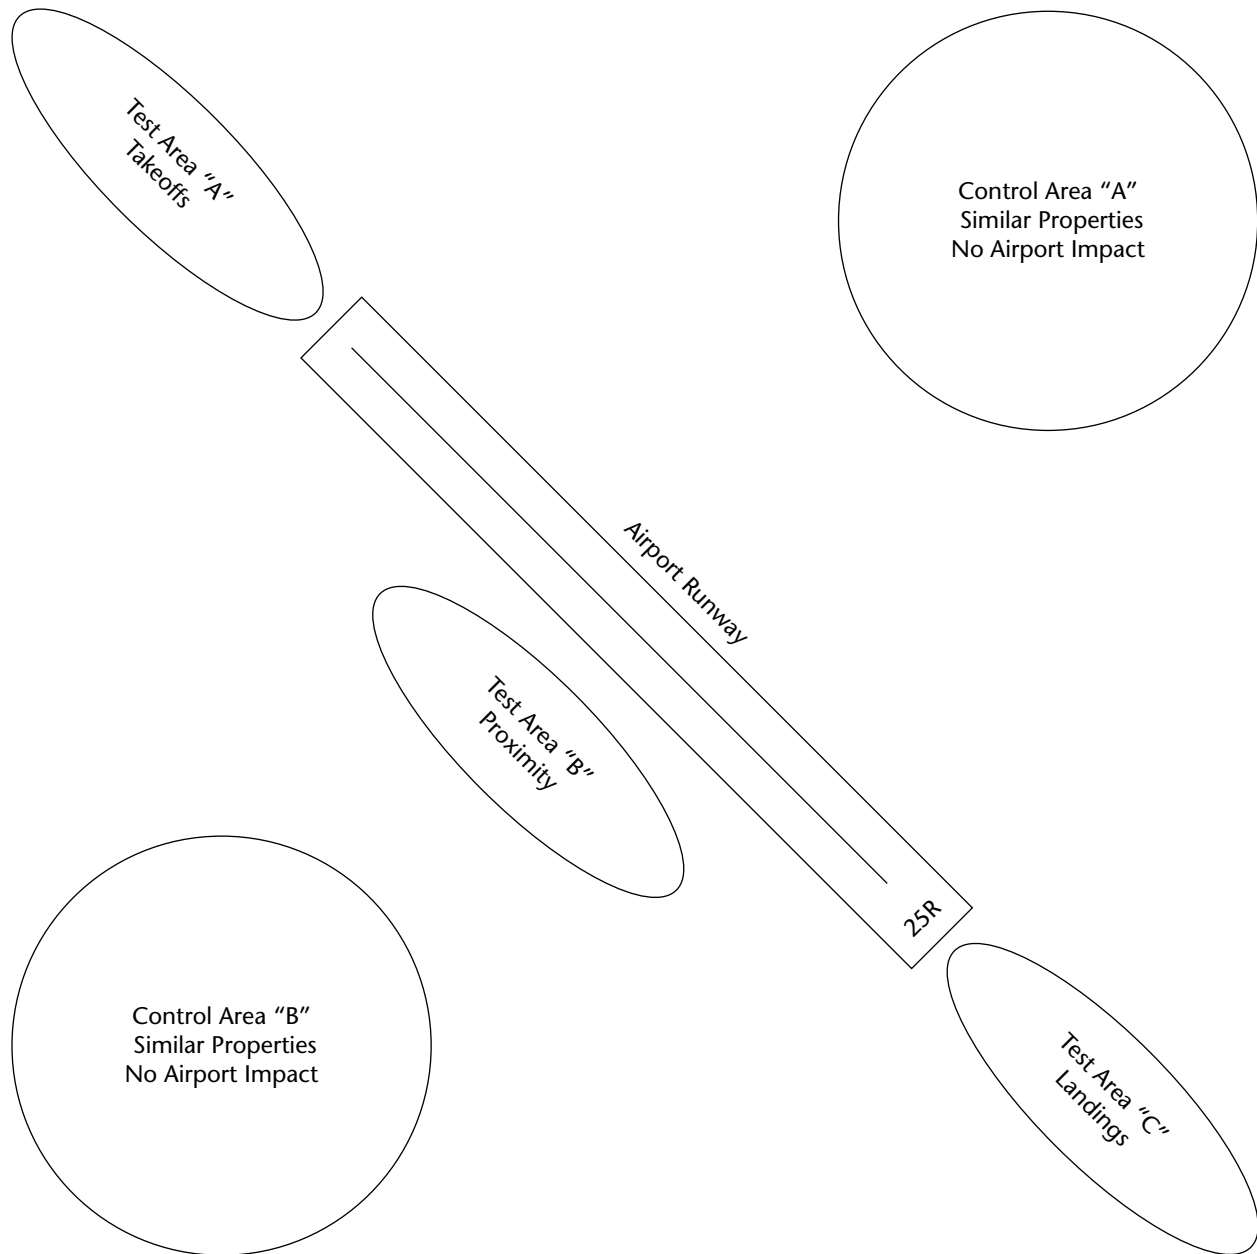 Test Area “A”
Takeoffs
Control Area “A”
Similar Properties
No Airport Impact
Airport Runway
Test Area “B”
Proximity
25R
Control Area “B”
Similar Properties
No Airport Impact
Test Area “C”
Landings